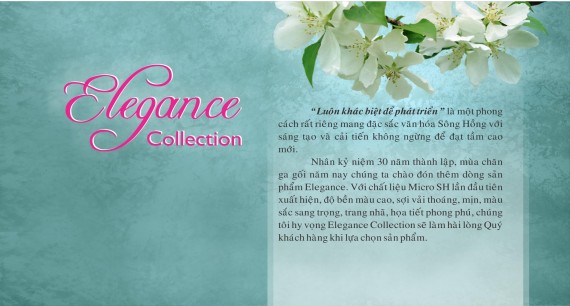 Elegance
Collection
“Luôn khác biệt để phát triển” là một phong
cách rất riêng mang đặc sắc văn hóa Sông Hồng với
sáng tạo và cải tiến không ngừng để đạt tầm cao
mới.
Nhân kỷ niệm 30 năm thành lập, mùa chăn
ga gối năm nay chúng ta chào đón thêm dòng sản
phẩm Elegance. Với chất liệu Micro SH lần đầu tiên
xuất hiện, độ bền màu cao, sợi vải thoáng, mịn, màu
sắc sang trọng, trang nhã, họa tiết phong phú, chúng
tôi hy vọng Elegance Collection sẽ làm hài lòng Quý
khách hàng khi lựa chọn sản phẩm.